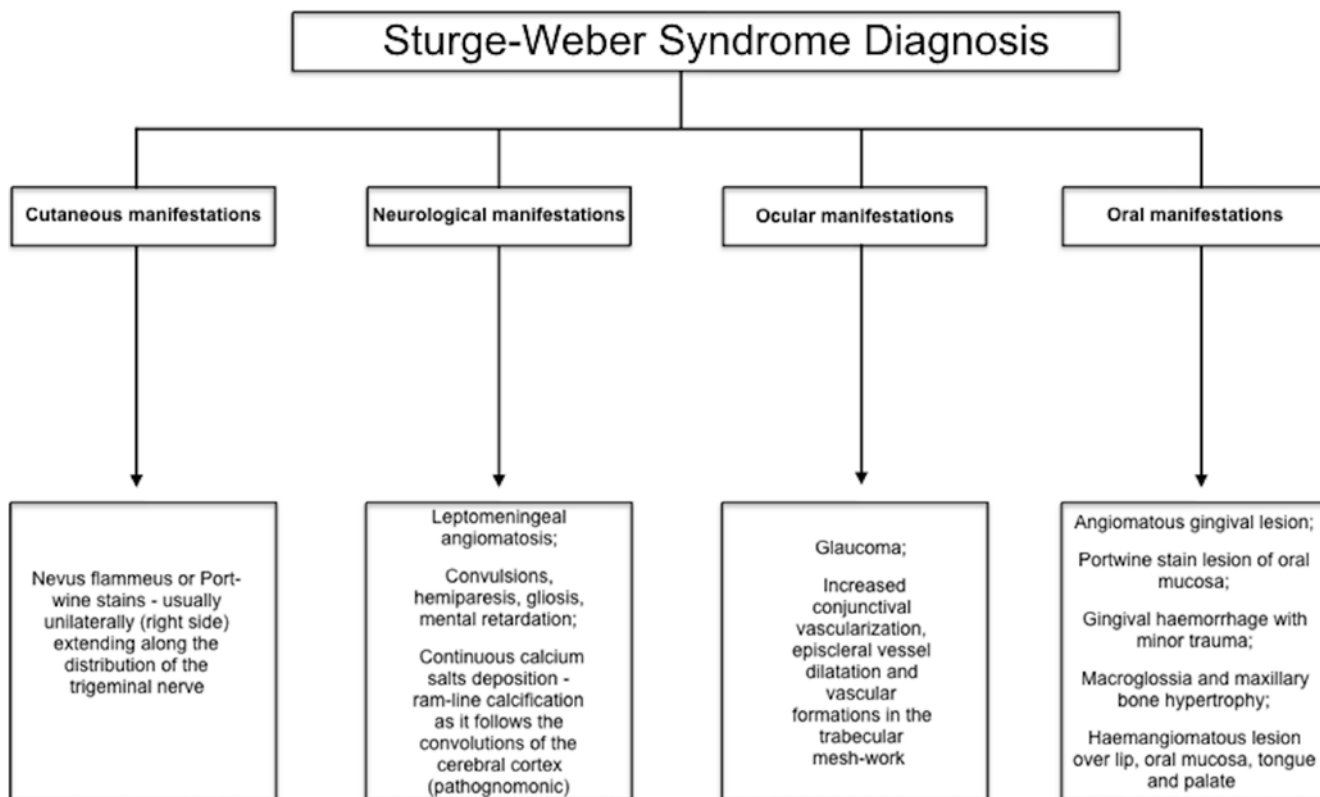 Sturge-Weber Syndrome Diagnosis
Cutaneous manifestations
Neurological manifestations
Ocular manifestations
Oral manifestations
Nevus flammeus or Port-
wine stains - usually
unilaterally (right side)
extending along the
distribution of the
trigeminal nerve
Leptomeningeal
angiomatosis;
Convulsions,
hemiparesis, gliosis,
mental retardation;
Continuous calcium
salts deposition -
ram-line calcification
as it follows the
convolutions of the
cerebral cortex
(pathognomonic)
Glaucoma;
Increased
conjunctival
vascularization,
episcleral vessel
dilatation and
vascular
formations in the
trabecular
mesh-work
Angiomatous gingival lesion;
Portwine stain lesion of oral
mucosa;
Gingival haemorrhage with
minor trauma;
Macroglossia and maxillary
bone hypertrophy;
Haemangiomatous lesion
over lip, oral mucosa, tongue
and palate